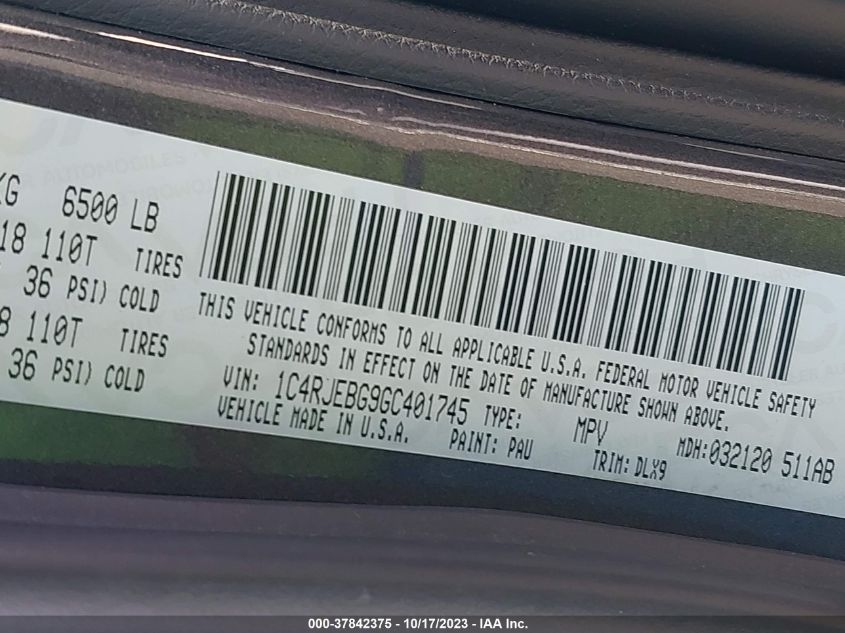 KG 6500 LB
18 110T TIRES
36 PSI) COLD
8 110T TIRES
36 PSI) COLD
THIS VEHICLE CONFORMS TO ALL APPLICABLE U.S.A. FEDERAL MOTOR VEHICLE SAFETY
STANDARDS IN EFFECT ON THE DATE OF MANUFACTURE SHOWN ABOVE.
VIN: 1C4RJEBG9GC401745 TYPE: MPV MDH:032120 511AB
VEHICLE MADE IN U.S.A. PAINT: PAU TRIM: DLX9
000-37842375 - 10/17/2023 - IAA Inc.